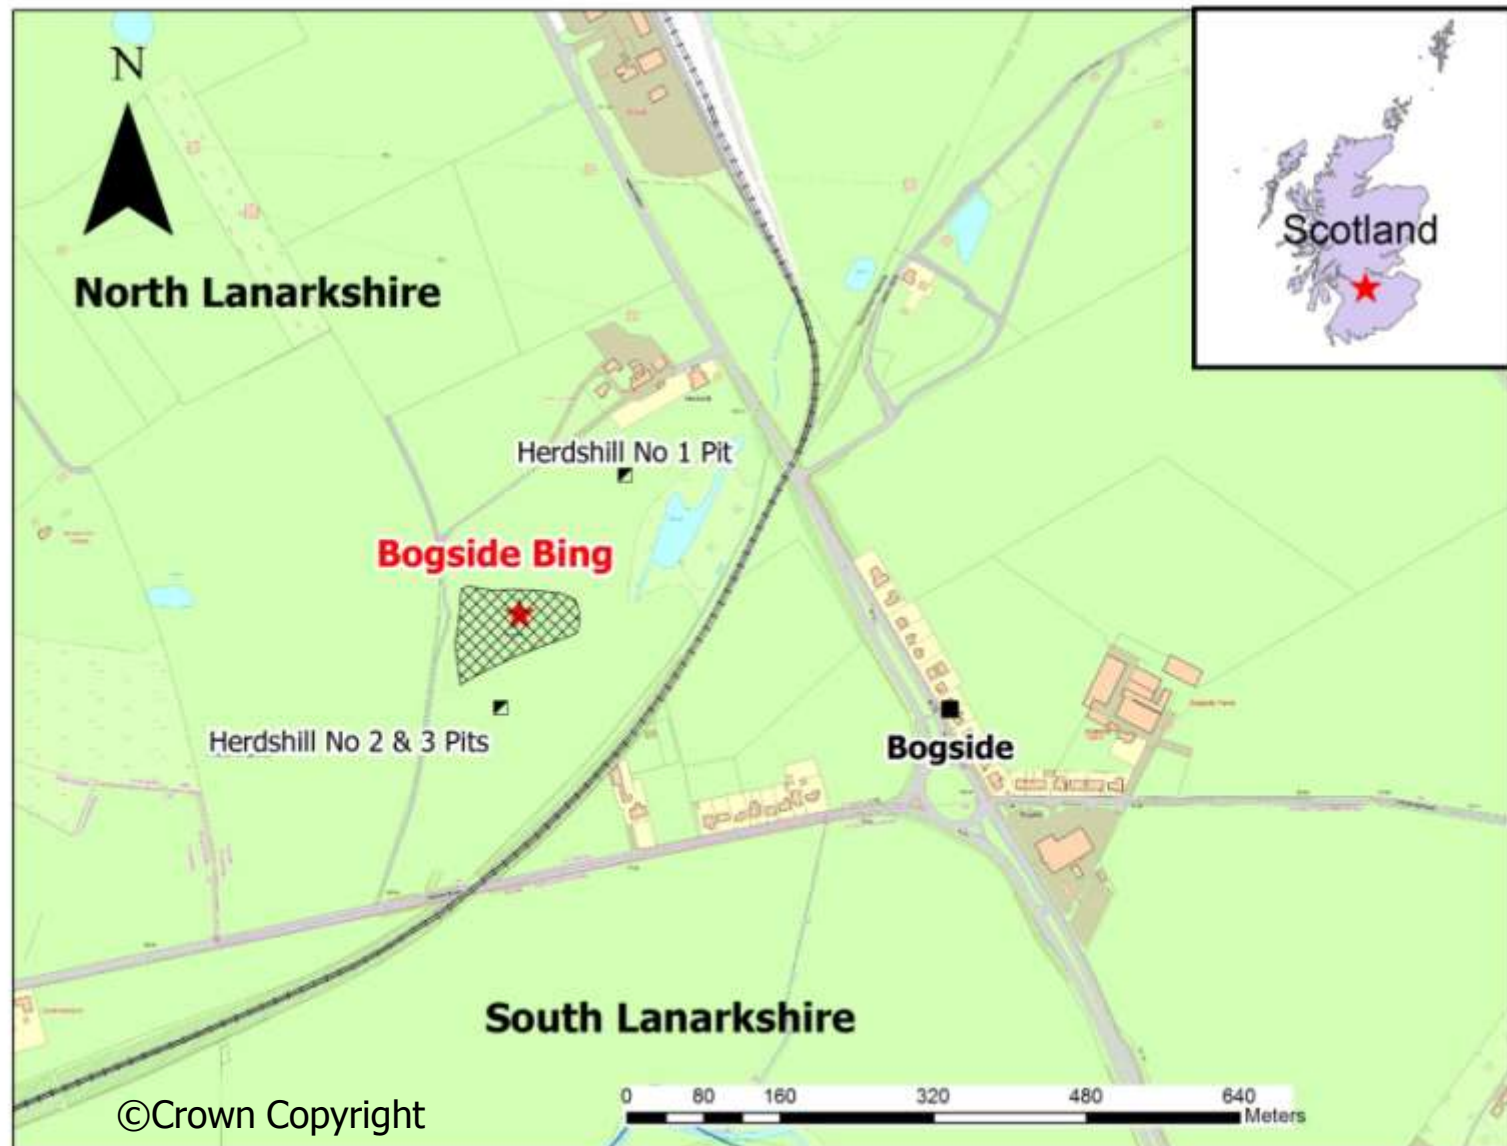 N
Scotland
North Lanarkshire
Herdshill No 1 Pit
Bogside Bing
Herdshill No 2 & 3 Pits
Bogside
South Lanarkshire
©Crown Copyright
0 80 160 320 480 640
Meters